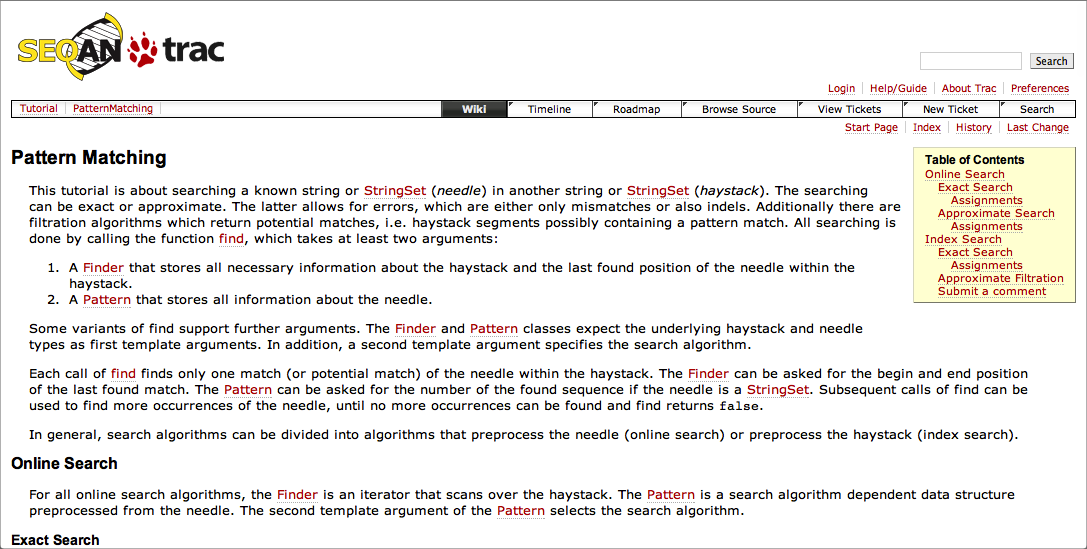 SEQAN trac
Search
Login Help/Guide About Trac Preferences
Tutorial PatternMatching Wiki Timeline Roadmap Browse Source View Tickets New Ticket Search
Start Page Index History Last Change
Pattern Matching
This tutorial is about searching a known string or StringSet (needle) in another string or StringSet (haystack). The searching
can be exact or approximate. The latter allows for errors, which are either only mismatches or also indels. Additionally there are
filtration algorithms which return potential matches, i.e. haystack segments possibly containing a pattern match. All searching is
done by calling the function find, which takes at least two arguments:
1. A Finder that stores all necessary information about the haystack and the last found position of the needle within the
haystack.
2. A Pattern that stores all information about the needle.
Table of Contents
Online Search
Exact Search
Assignments
Approximate Search
Assignments
Index Search
Exact Search
Assignments
Approximate Filtration
Submit a comment
Some variants of find support further arguments. The Finder and Pattern classes expect the underlying haystack and needle
types as first template arguments. In addition, a second template argument specifies the search algorithm.
Each call of find finds only one match (or potential match) of the needle within the haystack. The Finder can be asked for the begin and end position
of the last found match. The Pattern can be asked for the number of the found sequence if the needle is a StringSet. Subsequent calls of find can be
used to find more occurrences of the needle, until no more occurrences can be found and find returns false.
In general, search algorithms can be divided into algorithms that preprocess the needle (online search) or preprocess the haystack (index search).
Online Search
For all online search algorithms, the Finder is an iterator that scans over the haystack. The Pattern is a search algorithm dependent data structure
preprocessed from the needle. The second template argument of the Pattern selects the search algorithm.
Exact Search